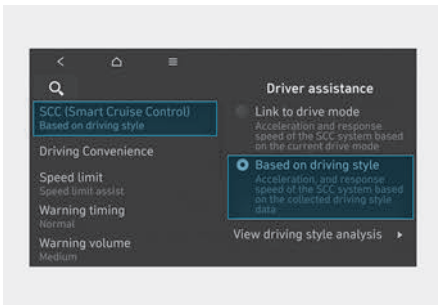 SCC (Smart Cruise Control)
Based on driving style
Driving Convenience
Speed limit
Speed limit assist
Warning timing
Normal
Warning volume
Medium
Driver assistance
Link to drive mode
Acceleration and response
speed of the SCC system based
on the current drive mode
Based on driving style
Acceleration, and response
speed of the SCC system based
on the collected driving style
data
View driving style analysis